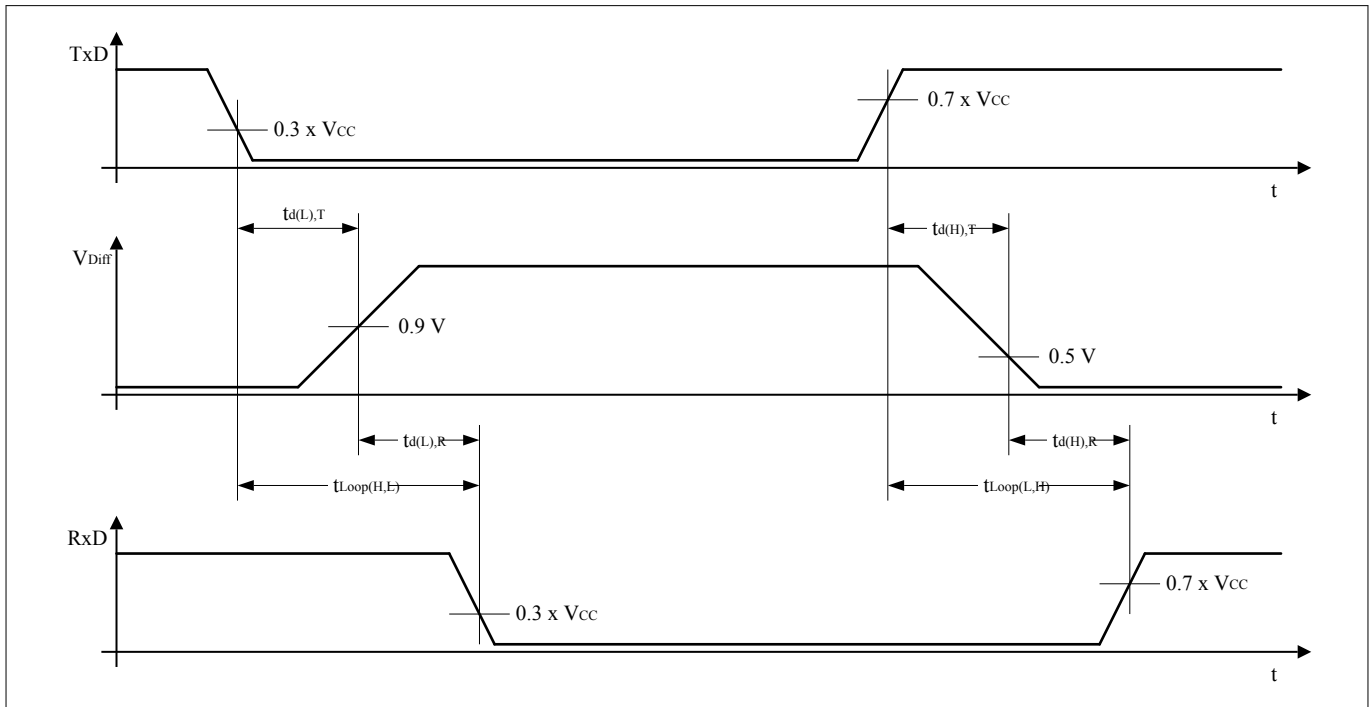 TxD
0.3 x VCC
0.7 x VCC
t
td(L),T
td(H),T
VDiff
0.9 V
0.5 V
t
td(L),R
td(H),R
tLoop(H,L)
tLoop(L,H)
RxD
0.3 x VCC
0.7 x VCC
t